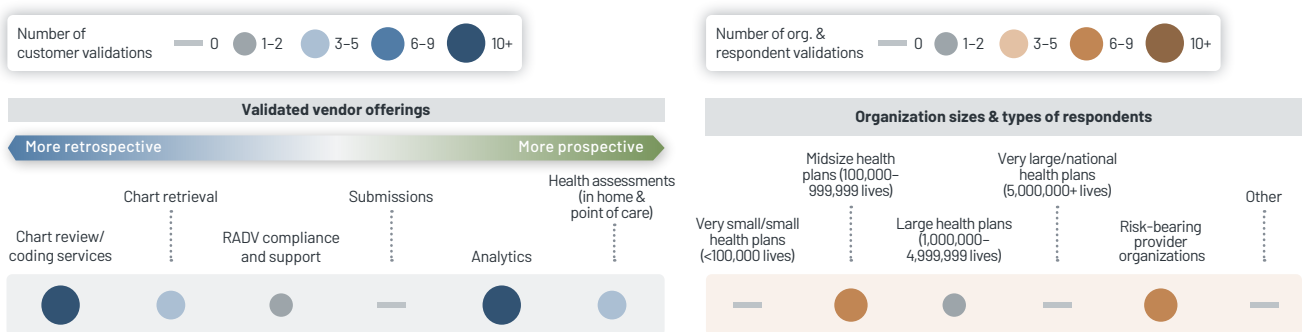 Number of
customer validations
0
1–2
3–5
6–9
10+
Number of org. &
respondent validations
0
1–2
3–5
6–9
10+
Validated vendor offerings
More retrospective
More prospective
Chart review/
coding services
Chart retrieval
RADV compliance
and support
Submissions
Analytics
Health assessments
(in home &
point of care)
Organization sizes & types of respondents
Very small/small
health plans
(<100,000 lives)
Midsize health
plans (100,000–
999,999 lives)
Large health plans
(1,000,000–
4,999,999 lives)
Very large/national
health plans
(5,000,000+ lives)
Risk-bearing
provider
organizations
Other